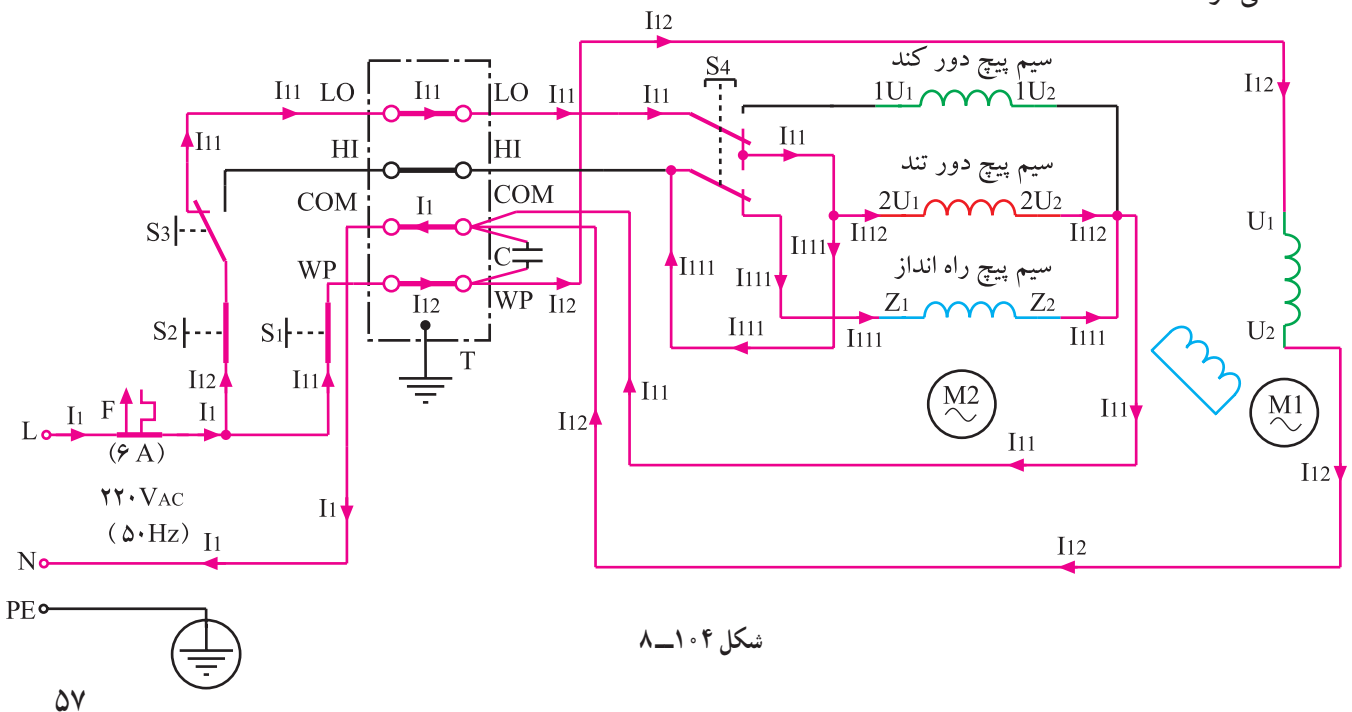 I12
S4
سیم پیچ دور کند
1U1 1U2
I12
I11 LO I11 LO I11 I11
I11
HI HI
I11
سیم پیچ دور تند
COM I1 COM
2U1 2U2
I112 I112
U1
S3
I111 I111 I111
سیم پیچ راه انداز
WP C
I12 WP I12
Z1 Z2
I111 I111
I111
U2
S2 S1
T
I12 I11
I11
M2
M1
I11
I12
L I1 F I1
(۶ A)
I11
I12
۲۲۰VAC
(۵۰Hz)
I1
I12
N I1
PE
شکل ۱۰۴ــ۸
۵۷